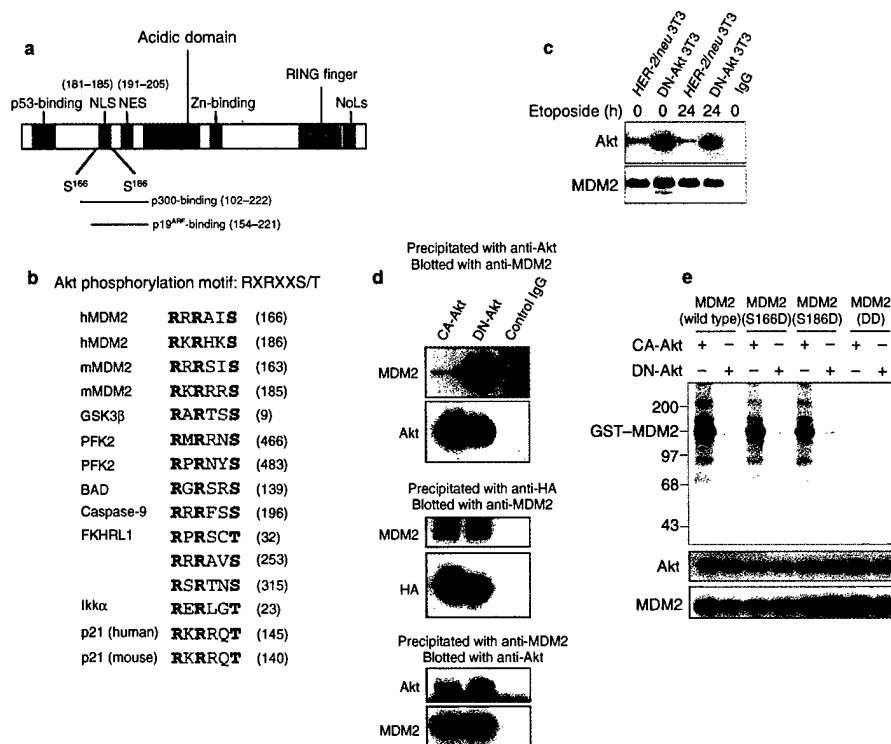 a
Acidic domain
(181–185) (191–205)
RING finger
p53-binding NLS NES Zn-binding NoLs
S166 S186
p300-binding (102–222)
p19ARF-binding (154–221)
b Akt phosphorylation motif: RXRXXS/T
hMDM2 RRRAIS (166)
hMDM2 RKRHKS (186)
mMDM2 RRRSIS (163)
mMDM2 RKRRRS (185)
GSK3β RARTSS (9)
PFK2 RMRRNS (466)
PFK2 RPRNYS (483)
BAD RGRSRS (139)
Caspase-9 RRRFSS (196)
FKHRL1 RPRSCT (32)
RRRAVS (253)
RSRTNS (315)
Ikkα RERLGT (23)
p21 (human) RKRRQT (145)
p21 (mouse) RKRRQT (140)
c
HER-2/neu 3T3
DN-Akt 3T3
HER-2/neu 3T3
DN-Akt 3T3
IgG
Etoposide (h) 0 0 24 24 0
Akt
MDM2
d
Precipitated with anti-Akt
Blotted with anti-MDM2
CA-Akt
DN-Akt
Control IgG
MDM2
Akt
Precipitated with anti-HA
Blotted with anti-MDM2
MDM2
HA
Precipitated with anti-MDM2
Blotted with anti-Akt
Akt
MDM2
e
MDM2 MDM2 MDM2 MDM2
(wild type) (S166D) (S186D) (DD)
CA-Akt + – + – + – + –
DN-Akt – + – + – + – +
200
GST–MDM2
97
68
43
Akt
MDM2